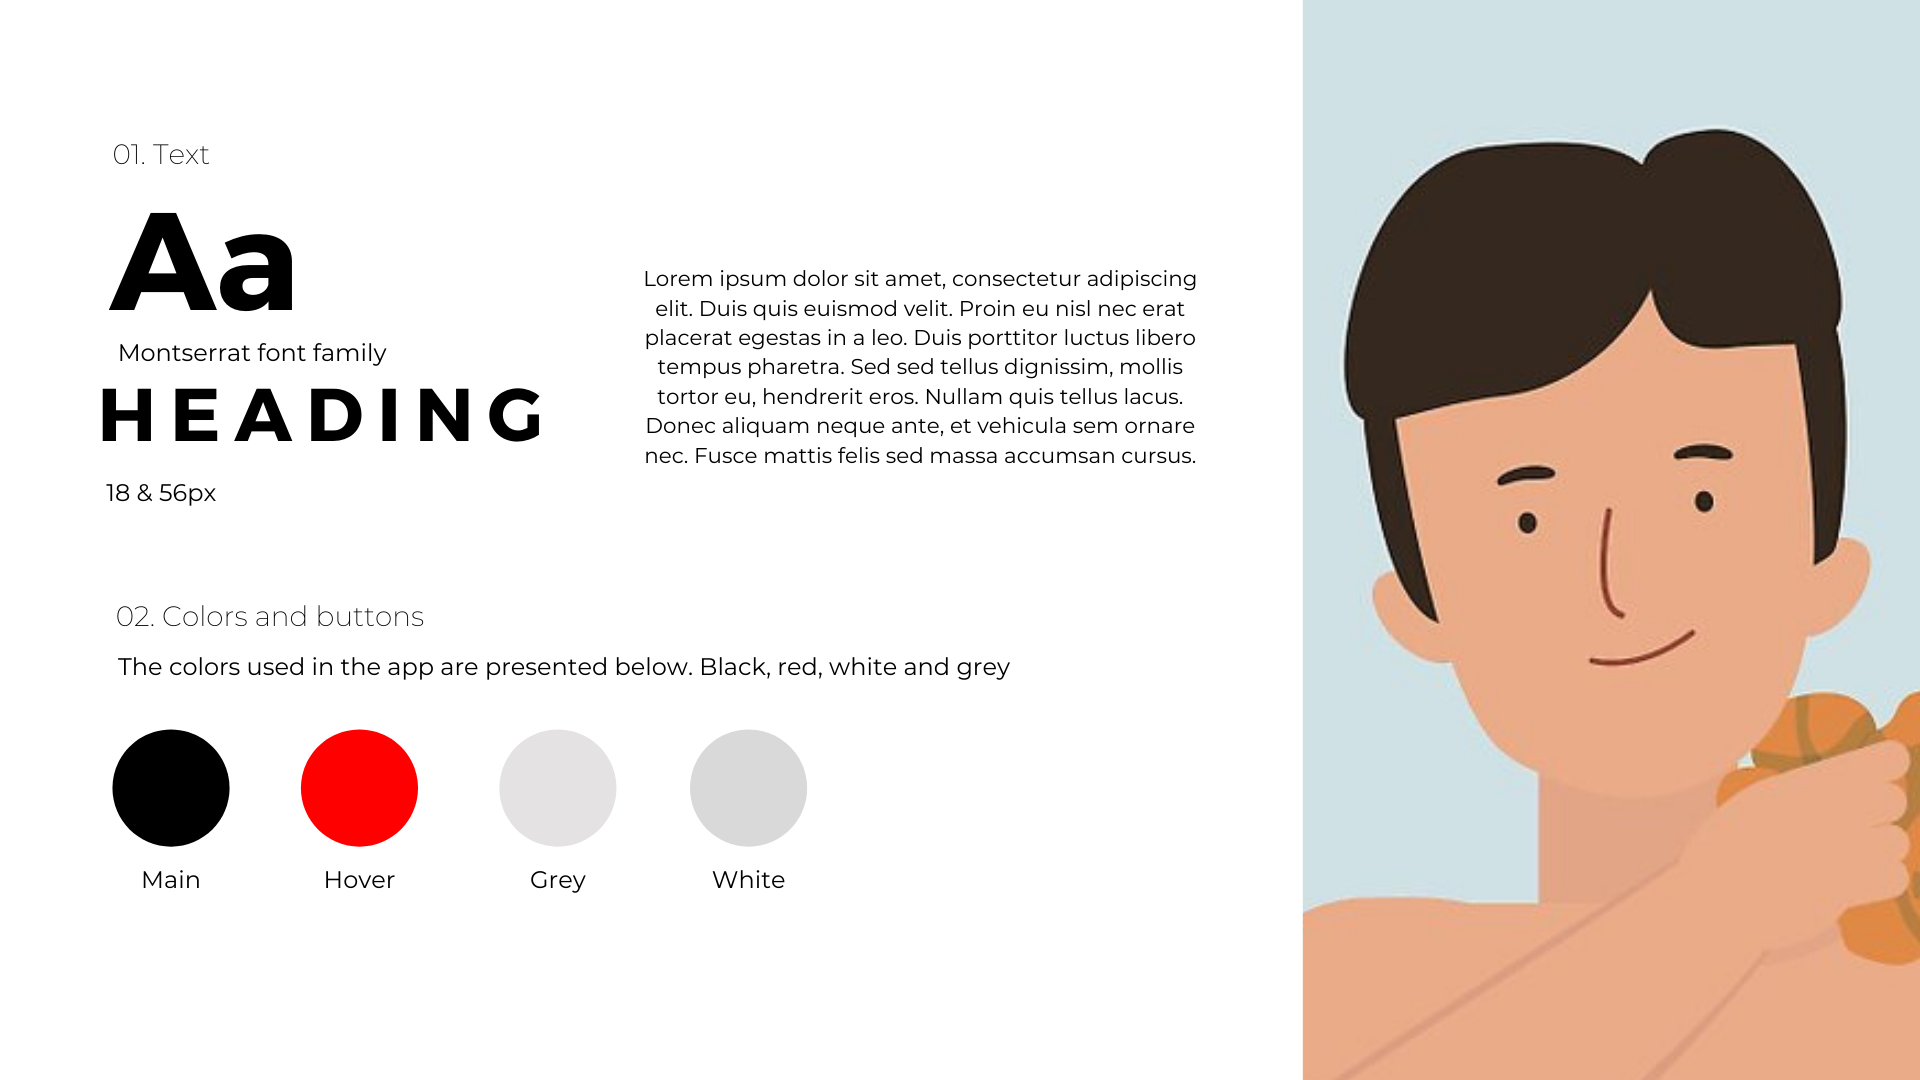 01. Text
Aa
Montserrat font family
HEADING
18 & 56px
Lorem ipsum dolor sit amet, consectetur adipiscing
elit. Duis quis euismod velit. Proin eu nisl nec erat
placerat egestas in a leo. Duis porttitor luctus libero
tempus pharetra. Sed sed tellus dignissim, mollis
tortor eu, hendrerit eros. Nullam quis tellus lacus.
Donec aliquam neque ante, et vehicula sem ornare
nec. Fusce mattis felis sed massa accumsan cursus.
02. Colors and buttons
The colors used in the app are presented below. Black, red, white and grey
Main
Hover
Grey
White